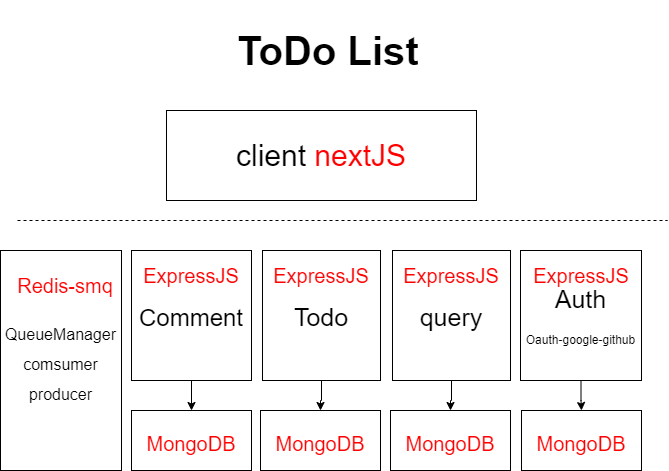 ToDo List
client nextJS
Redis-smq
QueueManager
comsumer
producer
ExpressJS
Comment
ExpressJS
Todo
ExpressJS
query
ExpressJS
Auth
Oauth-google-github
MongoDB
MongoDB
MongoDB
MongoDB